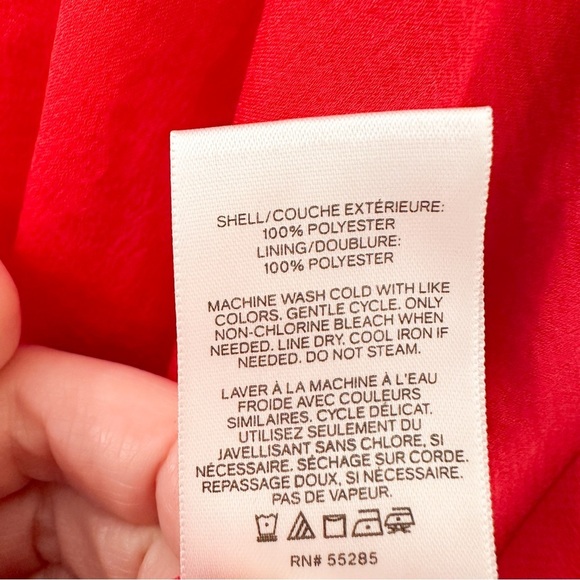 SHELL/COUCHE EXTÉRIEURE:
100% POLYESTER
LINING/DOUBLURE:
100% POLYESTER
MACHINE WASH COLD WITH LIKE
COLORS. GENTLE CYCLE. ONLY
NON-CHLORINE BLEACH WHEN
NEEDED. LINE DRY. COOL IRON IF
NEEDED. DO NOT STEAM.
LAVER À LA MACHINE À L'EAU
FROIDE AVEC COULEURS
SIMILAIRES. CYCLE DÉLICAT.
UTILISEZ SEULEMENT DU
JAVELLISANT SANS CHLORE, SI
NÉCESSAIRE. SÉCHAGE SUR CORDE.
REPASSAGE DOUX, SI NÉCESSAIRE.
PAS DE VAPEUR.
RN# 55285